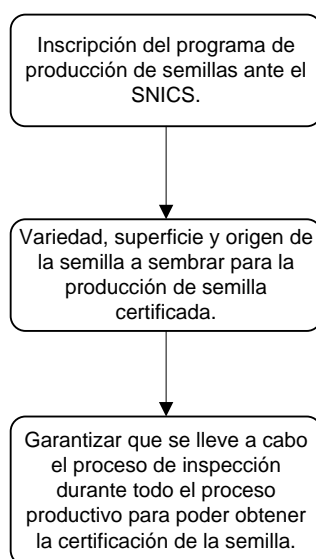 Inscripción del programa de
producción de semillas ante el
SNICS.
Variedad, superficie y origen de
la semilla a sembrar para la
producción de semilla
certificada.
Garantizar que se lleve a cabo
el proceso de inspección
durante todo el proceso
productivo para poder obtener
la certificación de la semilla.